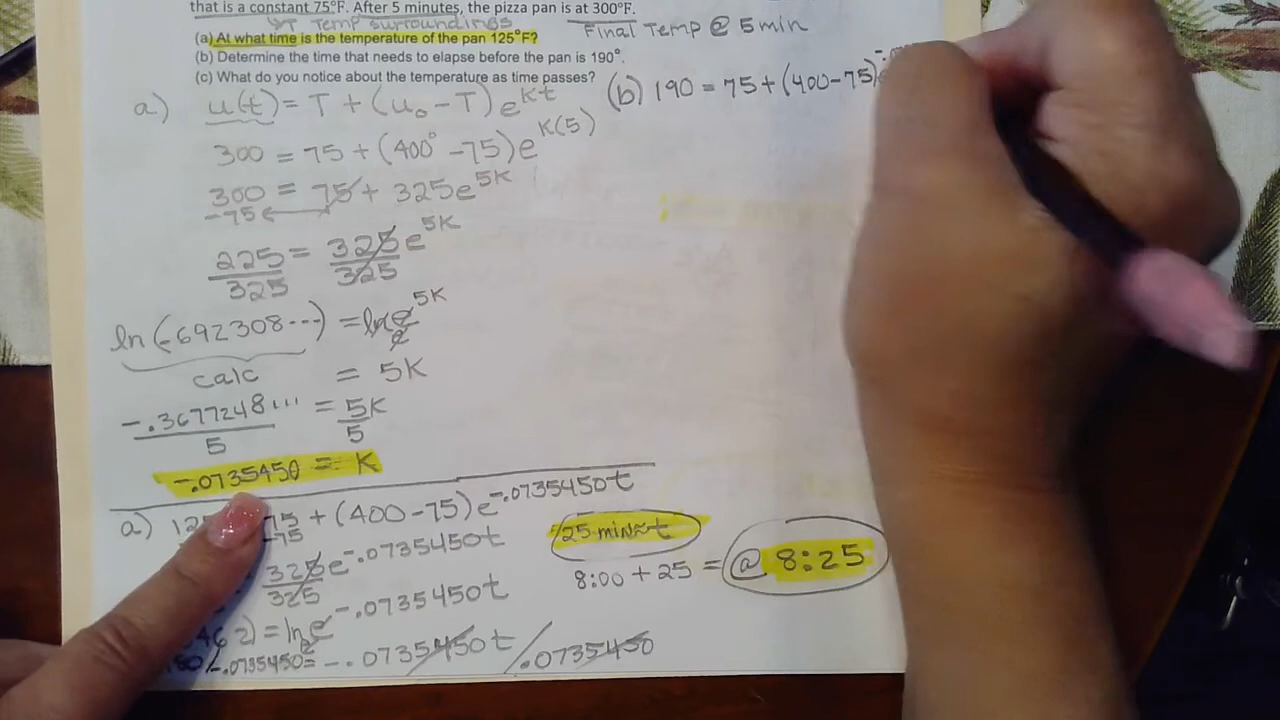 that is a constant 75°F. After 5 minutes, the pizza pan is at 300°F.
Temp surroundings
Final Temp @ 5 min
(a) At what time is the temperature of the pan 125°F?
(b) Determine the time that needs to elapse before the pan is 190°.
(c) What do you notice about the temperature as time passes?
a) u(t) = T + (u₀ - T) e^kt
300 = 75 + (400° - 75) e^K(5)
300 = 75 + 325e^5K
-75
225 = 325 e^5K
325 325
ln(.692308...) = ln e^5K
e
calc = 5K
-.3677248... = 5K
5 5
-.0735450 = K
a) 12 75 + (400 - 75) e^-.0735450t
-75
325 e^-.0735450t
325
462) = ln e^-.0735450t
e
-.0735450 = -.0735450t / .0735450
25 min ≈ t
8:00 + 25 = @ 8:25
(b) 190 = 75 + (400 - 75)